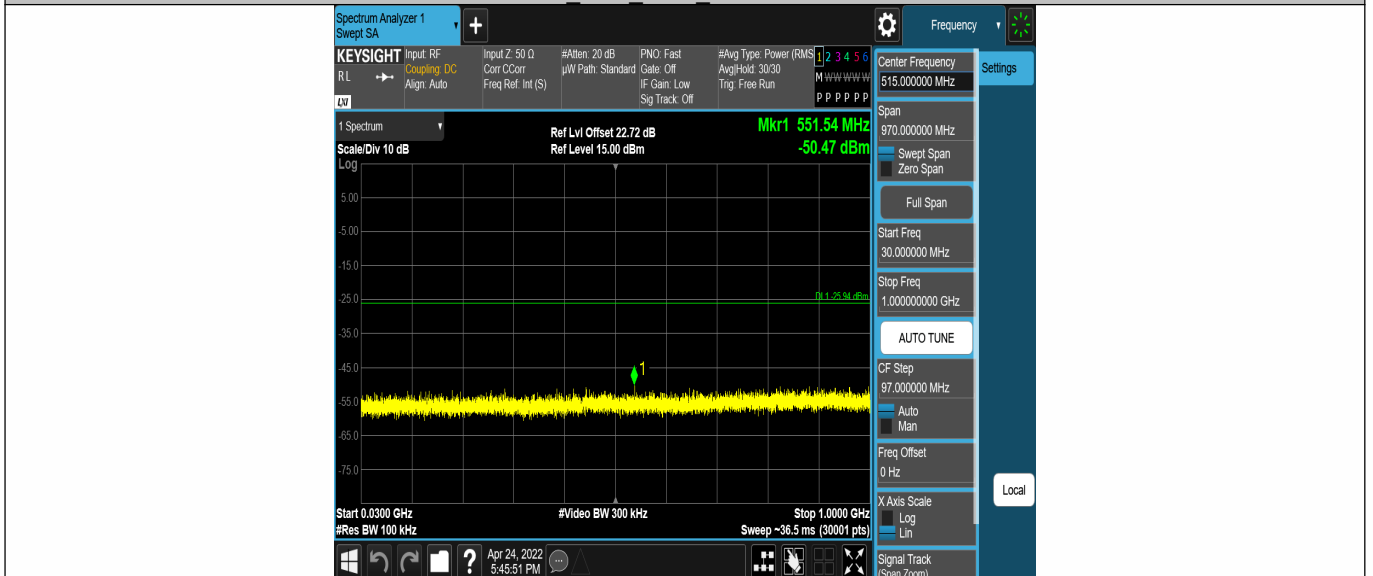 Spectrum Analyzer 1
Swept SA
+
Frequency
KEYSIGHT
R L
LXI
Input: RF
Coupling: DC
Align: Auto
Input Z: 50 Ω
Corr CCorr
Freq Ref: Int (S)
#Atten: 20 dB
µW Path: Standard
PNO: Fast
Gate: Off
IF Gain: Low
Sig Track: Off
#Avg Type: Power (RMS
Avg|Hold: 30/30
Trig: Free Run
1 2 3 4 5 6
M W W W W W
P P P P P P
1 Spectrum
Scale/Div 10 dB
Log
Ref Lvl Offset 22.72 dB
Ref Level 15.00 dBm
Mkr1 551.54 MHz
-50.47 dBm
5.00
-5.00
-15.0
-25.0
DL1 -25.94 dBm
-35.0
-45.0
1
-55.0
-65.0
-75.0
Start 0.0300 GHz
#Res BW 100 kHz
#Video BW 300 kHz
Stop 1.0000 GHz
Sweep ~36.5 ms (30001 pts)
?
Apr 24, 2022
5:45:51 PM
Center Frequency
515.000000 MHz
Settings
Span
970.000000 MHz
Swept Span
Zero Span
Full Span
Start Freq
30.000000 MHz
Stop Freq
1.000000000 GHz
AUTO TUNE
CF Step
97.000000 MHz
Auto
Man
Freq Offset
0 Hz
X Axis Scale
Log
Lin
Local
Signal Track
(Span Zoom)